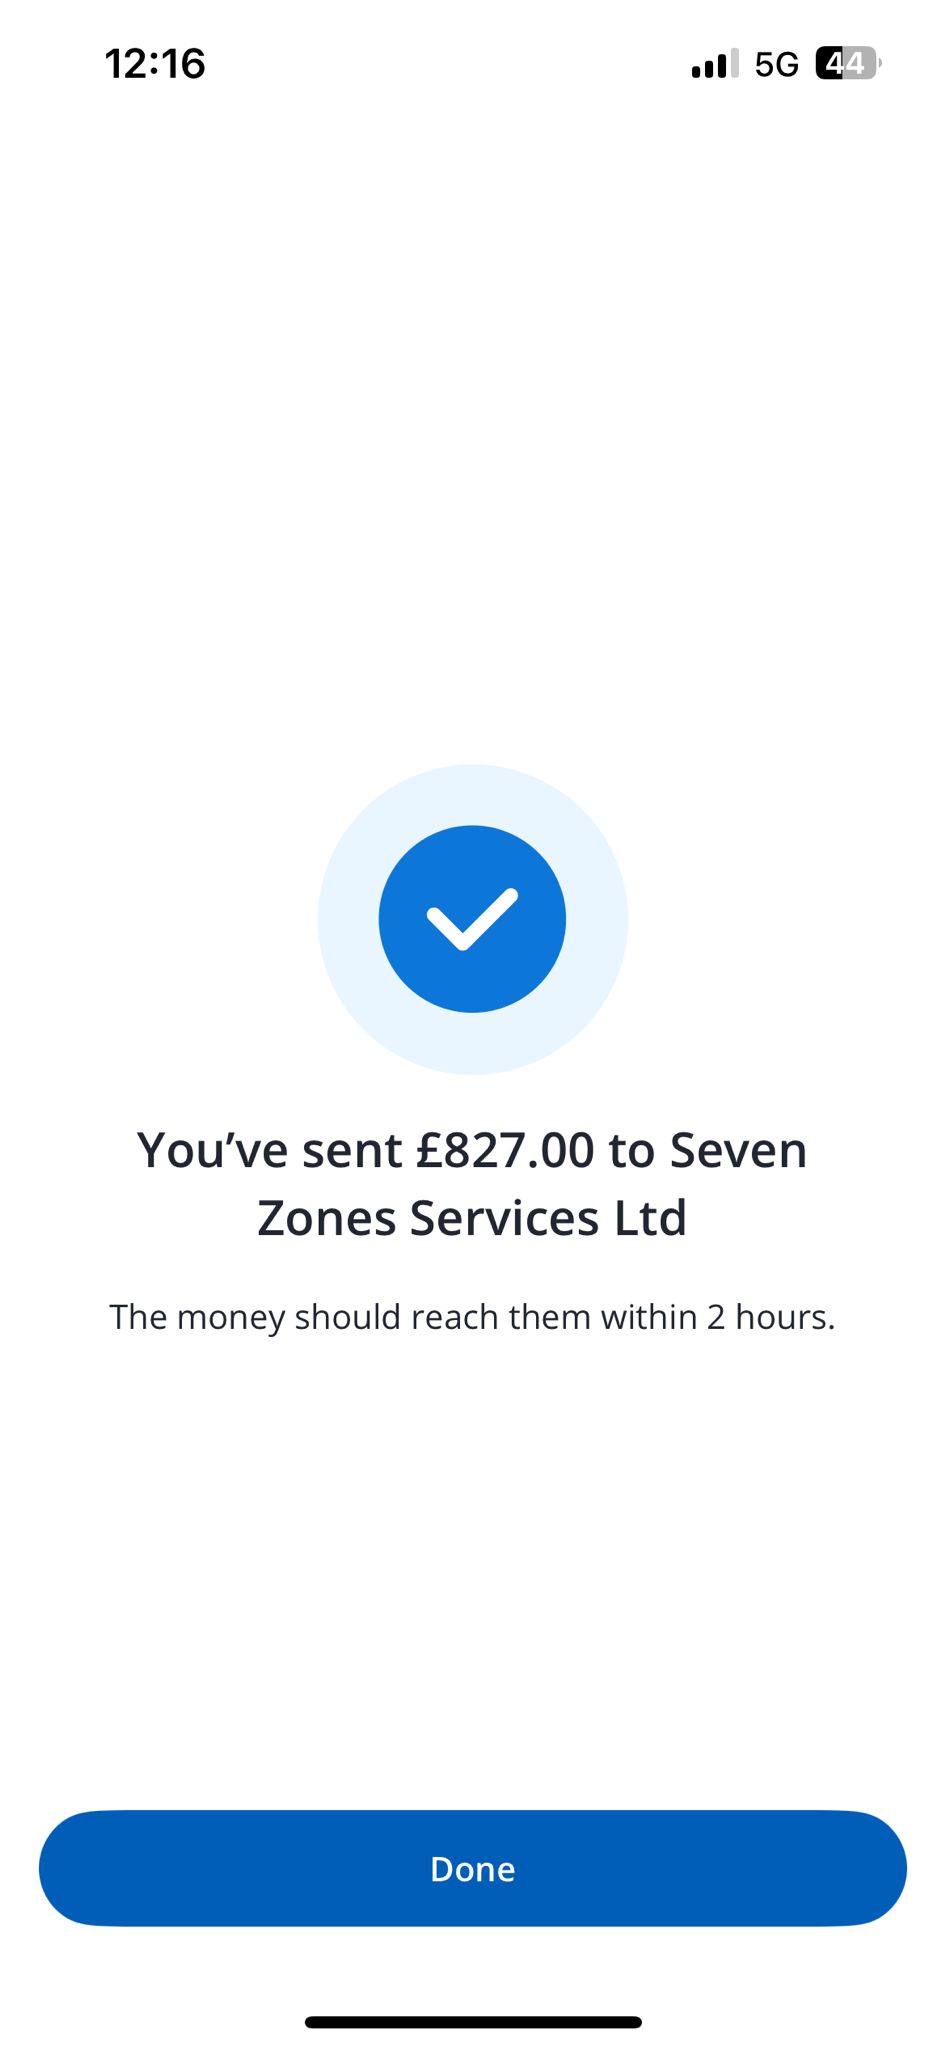 12:16
5G 44
You’ve sent £827.00 to Seven
Zones Services Ltd
The money should reach them within 2 hours.
Done